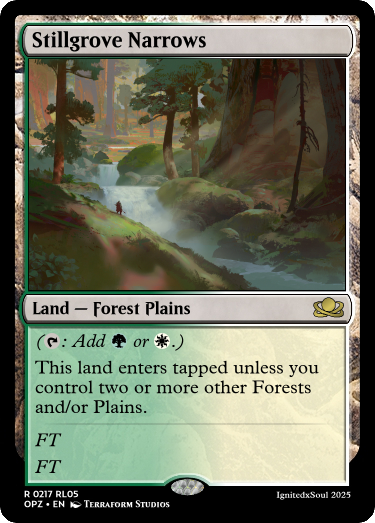 Stillgrove Narrows
Land — Forest Plains
(: Add or .)
This land enters tapped unless you
control two or more other Forests
and/or Plains.
FT
FT
R 0217 RL05
OPZ • EN Terraform Studios
IgnitedxSoul 2025